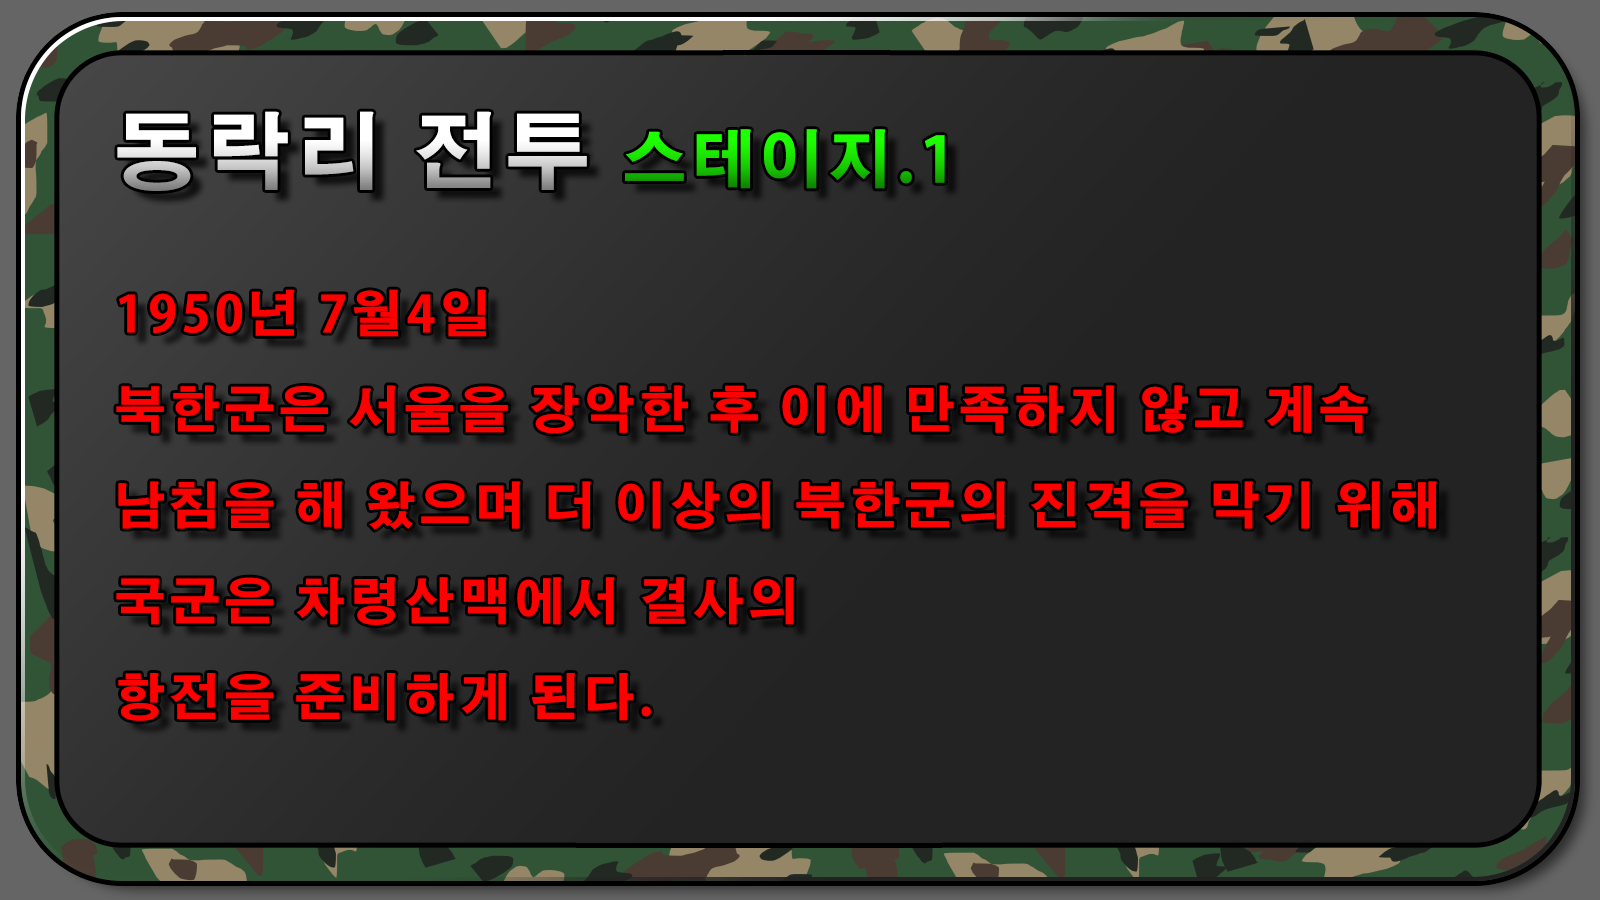 동락리 전투 스테이지.1
1950년 7월4일
북한군은 서울을 장악한 후 이에 만족하지 않고 계속
남침을 해 왔으며 더 이상의 북한군의 진격을 막기 위해
국군은 차령산맥에서 결사의
항전을 준비하게 된다.